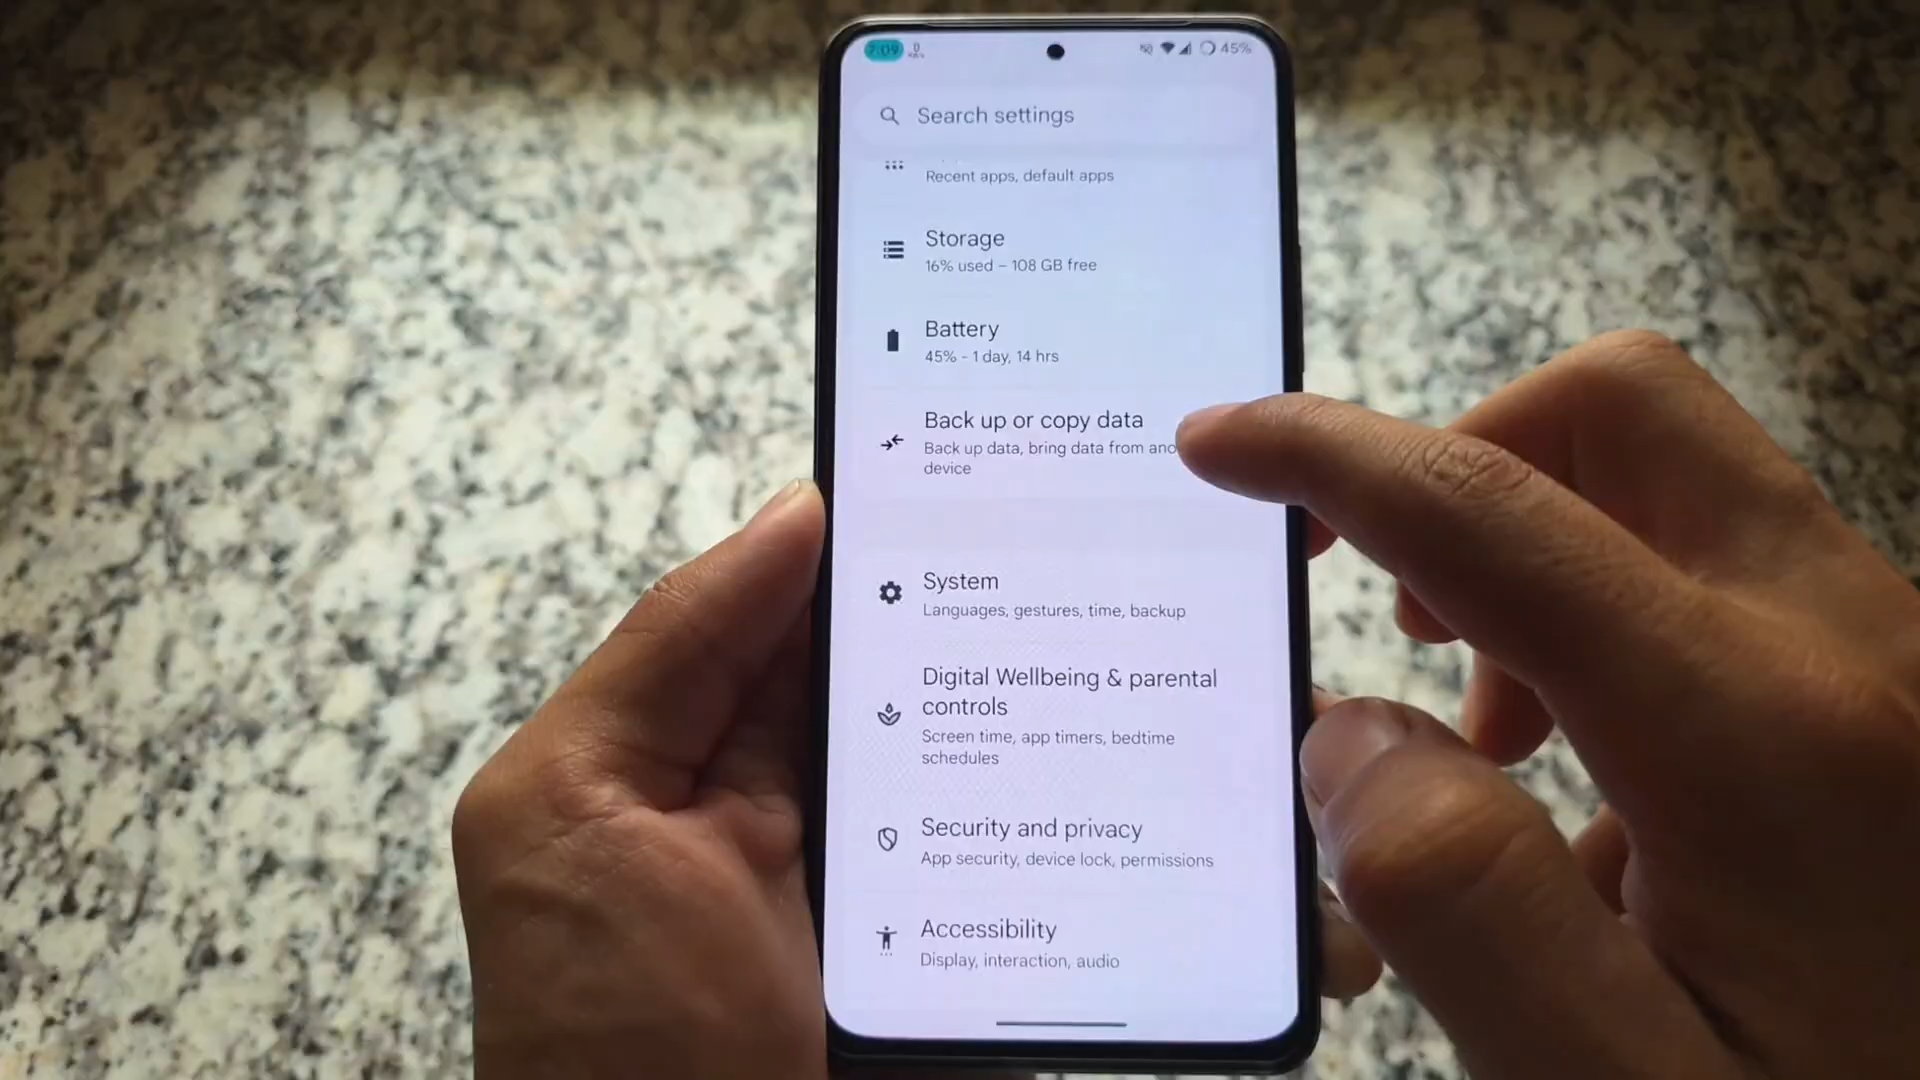 7:09
45%
Search settings
Recent apps, default apps
Storage
16% used – 108 GB free
Battery
45% - 1 day, 14 hrs
Back up or copy data
Back up data, bring data from
device
System
Languages, gestures, time, backup
Digital Wellbeing & parental
controls
Screen time, app timers, bedtime
schedules
Security and privacy
App security, device lock, permissions
Accessibility
Display, interaction, audio